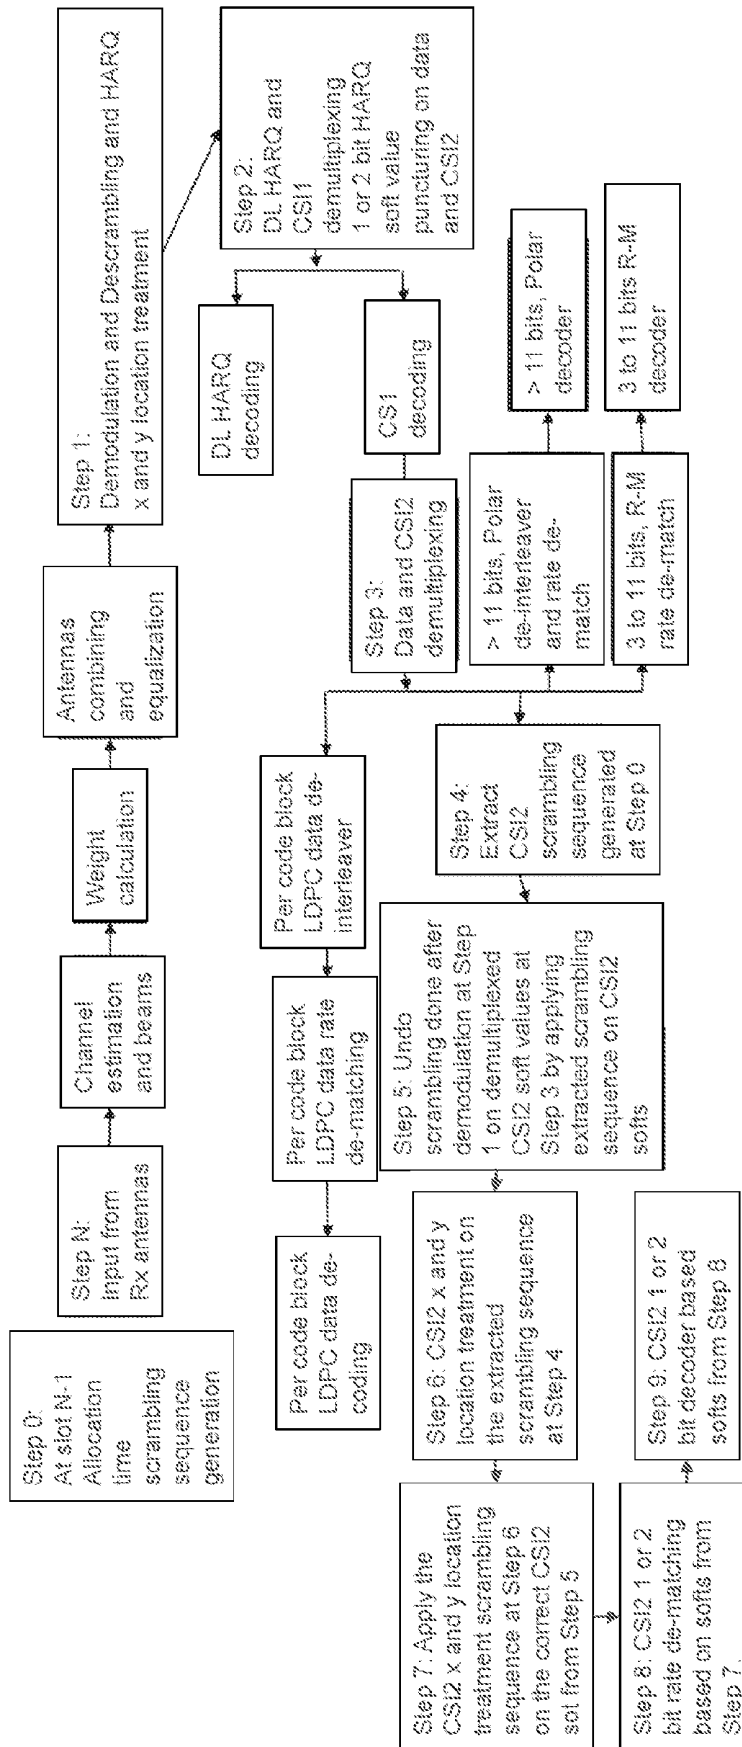 Step 0:
At slot N-1
Allocation
time
scrambling
sequence
generation
Step N:
Input from
Rx antennas
Channel
estimation
and beams
Weight
calculation
Antennas
combining
and
equalization
Step 1:
Demodulation and Descrambling and HARQ
x and y location treatment
Step 2:
DL HARQ and
CSI1
demultiplexing
1 or 2 bit HARQ
soft value
puncturing on data
and CSI2
DL HARQ
decoding
CS1
decoding
Step 3:
Data and CSI2
demultiplexing
Per code block
LDPC data de-
interleaver
Per code block
LDPC data rate
de-matching
Per code block
LDPC data de-
coding
> 11 bits, Polar
de-interleaver
and rate de-
match
> 11 bits, Polar
decoder
3 to 11 bits, R-M
rate de-match
3 to 11 bits R-M
decoder
Step 4:
Extract
CSI2
scrambling
sequence
generated
at Step 0
Step 5: Undo
scrambling done after
demodulation at Step
1 on demultiplexed
CSI2 soft values at
Step 3 by applying
extracted scrambling
sequence on CSI2
softs
Step 6: CSI2 x and y
location treatment on
the extracted
scrambling sequence
at Step 4
Step 7: Apply the
CSI2 x and y location
treatment scrambling
sequence at Step 6
on the correct CSI2
sot from Step 5
Step 8: CSI2 1 or 2
bit rate de-matching
based on softs from
Step 7.
Step 9: CSI2 1 or 2
bit decoder based
softs from Step 8